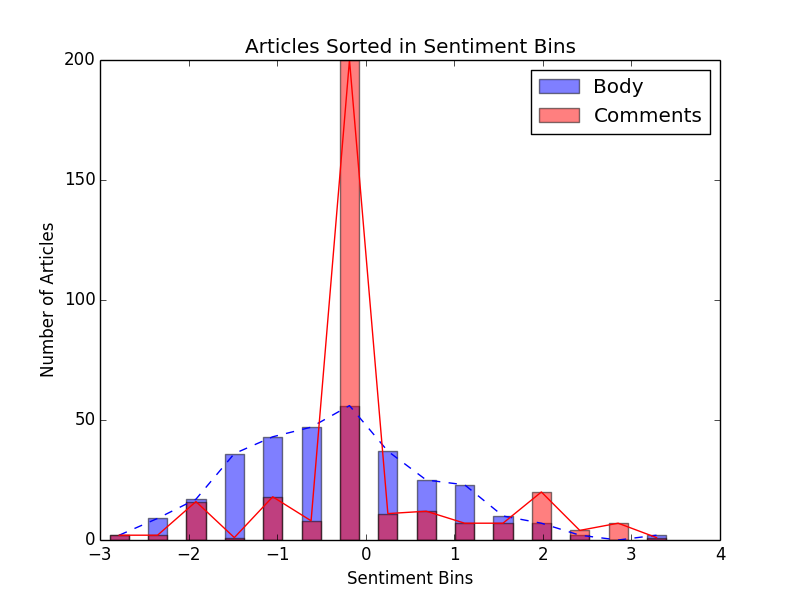 Articles Sorted in Sentiment Bins
200
150
100
50
0
Number of Articles
Body
Comments
−3 −2 −1 0 1 2 3 4
Sentiment Bins